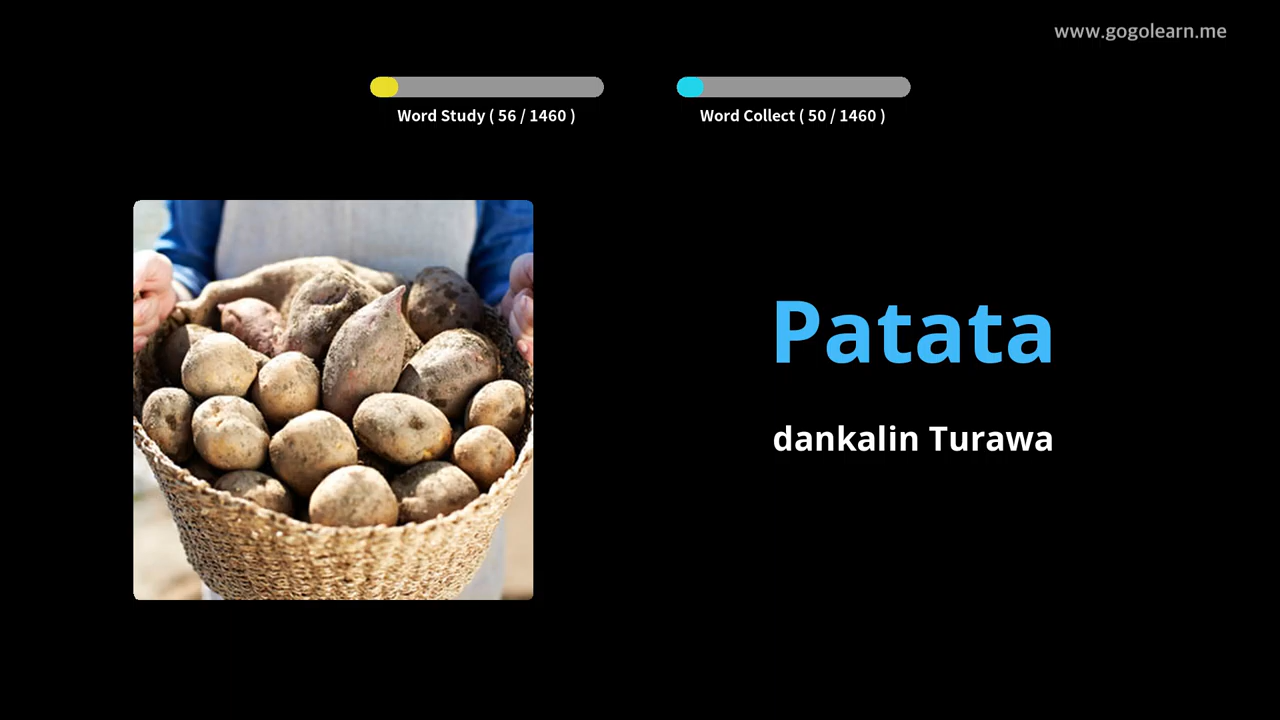 www.gogolearn.me
Word Study ( 56 / 1460 )
Word Collect ( 50 / 1460 )
Patata
dankalin Turawa